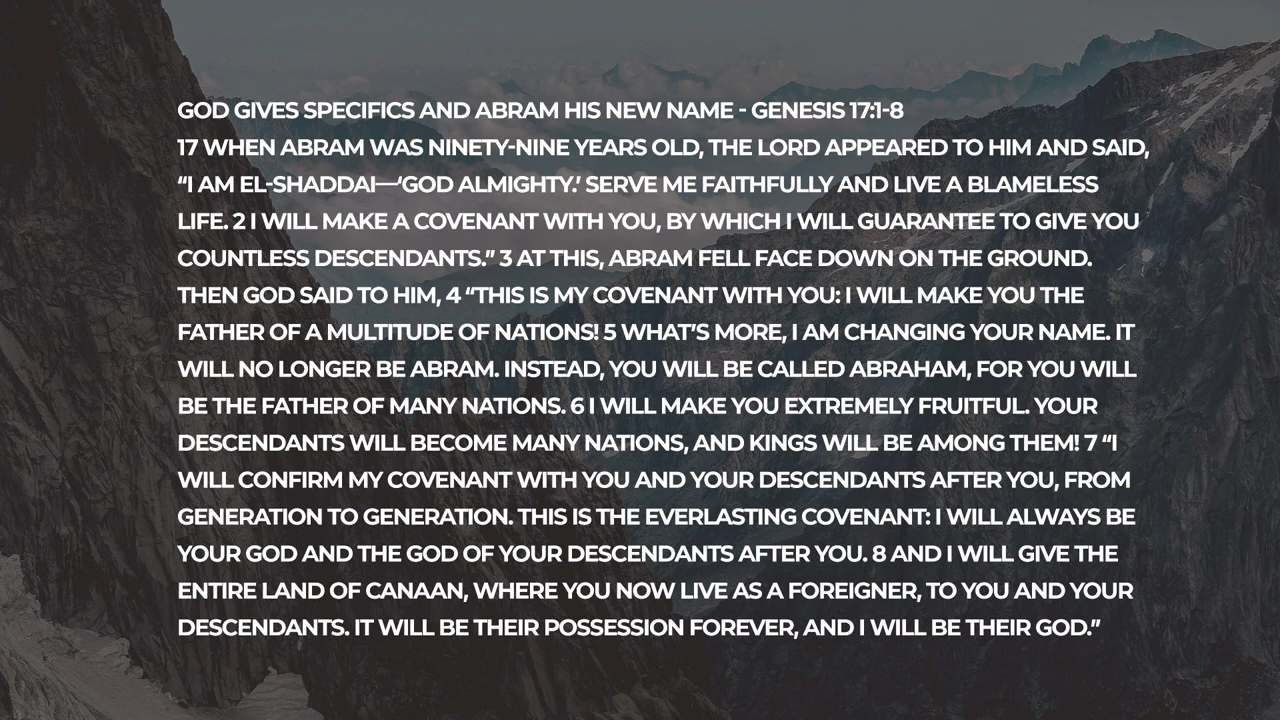 GOD GIVES SPECIFICS AND ABRAM HIS NEW NAME - GENESIS 17:1-8
17 WHEN ABRAM WAS NINETY-NINE YEARS OLD, THE LORD APPEARED TO HIM AND SAID,
“I AM EL-SHADDAI—‘GOD ALMIGHTY.’ SERVE ME FAITHFULLY AND LIVE A BLAMELESS
LIFE. 2 I WILL MAKE A COVENANT WITH YOU, BY WHICH I WILL GUARANTEE TO GIVE YOU
COUNTLESS DESCENDANTS.” 3 AT THIS, ABRAM FELL FACE DOWN ON THE GROUND.
THEN GOD SAID TO HIM, 4 “THIS IS MY COVENANT WITH YOU: I WILL MAKE YOU THE
FATHER OF A MULTITUDE OF NATIONS! 5 WHAT’S MORE, I AM CHANGING YOUR NAME. IT
WILL NO LONGER BE ABRAM. INSTEAD, YOU WILL BE CALLED ABRAHAM, FOR YOU WILL
BE THE FATHER OF MANY NATIONS. 6 I WILL MAKE YOU EXTREMELY FRUITFUL. YOUR
DESCENDANTS WILL BECOME MANY NATIONS, AND KINGS WILL BE AMONG THEM! 7 “I
WILL CONFIRM MY COVENANT WITH YOU AND YOUR DESCENDANTS AFTER YOU, FROM
GENERATION TO GENERATION. THIS IS THE EVERLASTING COVENANT: I WILL ALWAYS BE
YOUR GOD AND THE GOD OF YOUR DESCENDANTS AFTER YOU. 8 AND I WILL GIVE THE
ENTIRE LAND OF CANAAN, WHERE YOU NOW LIVE AS A FOREIGNER, TO YOU AND YOUR
DESCENDANTS. IT WILL BE THEIR POSSESSION FOREVER, AND I WILL BE THEIR GOD.”